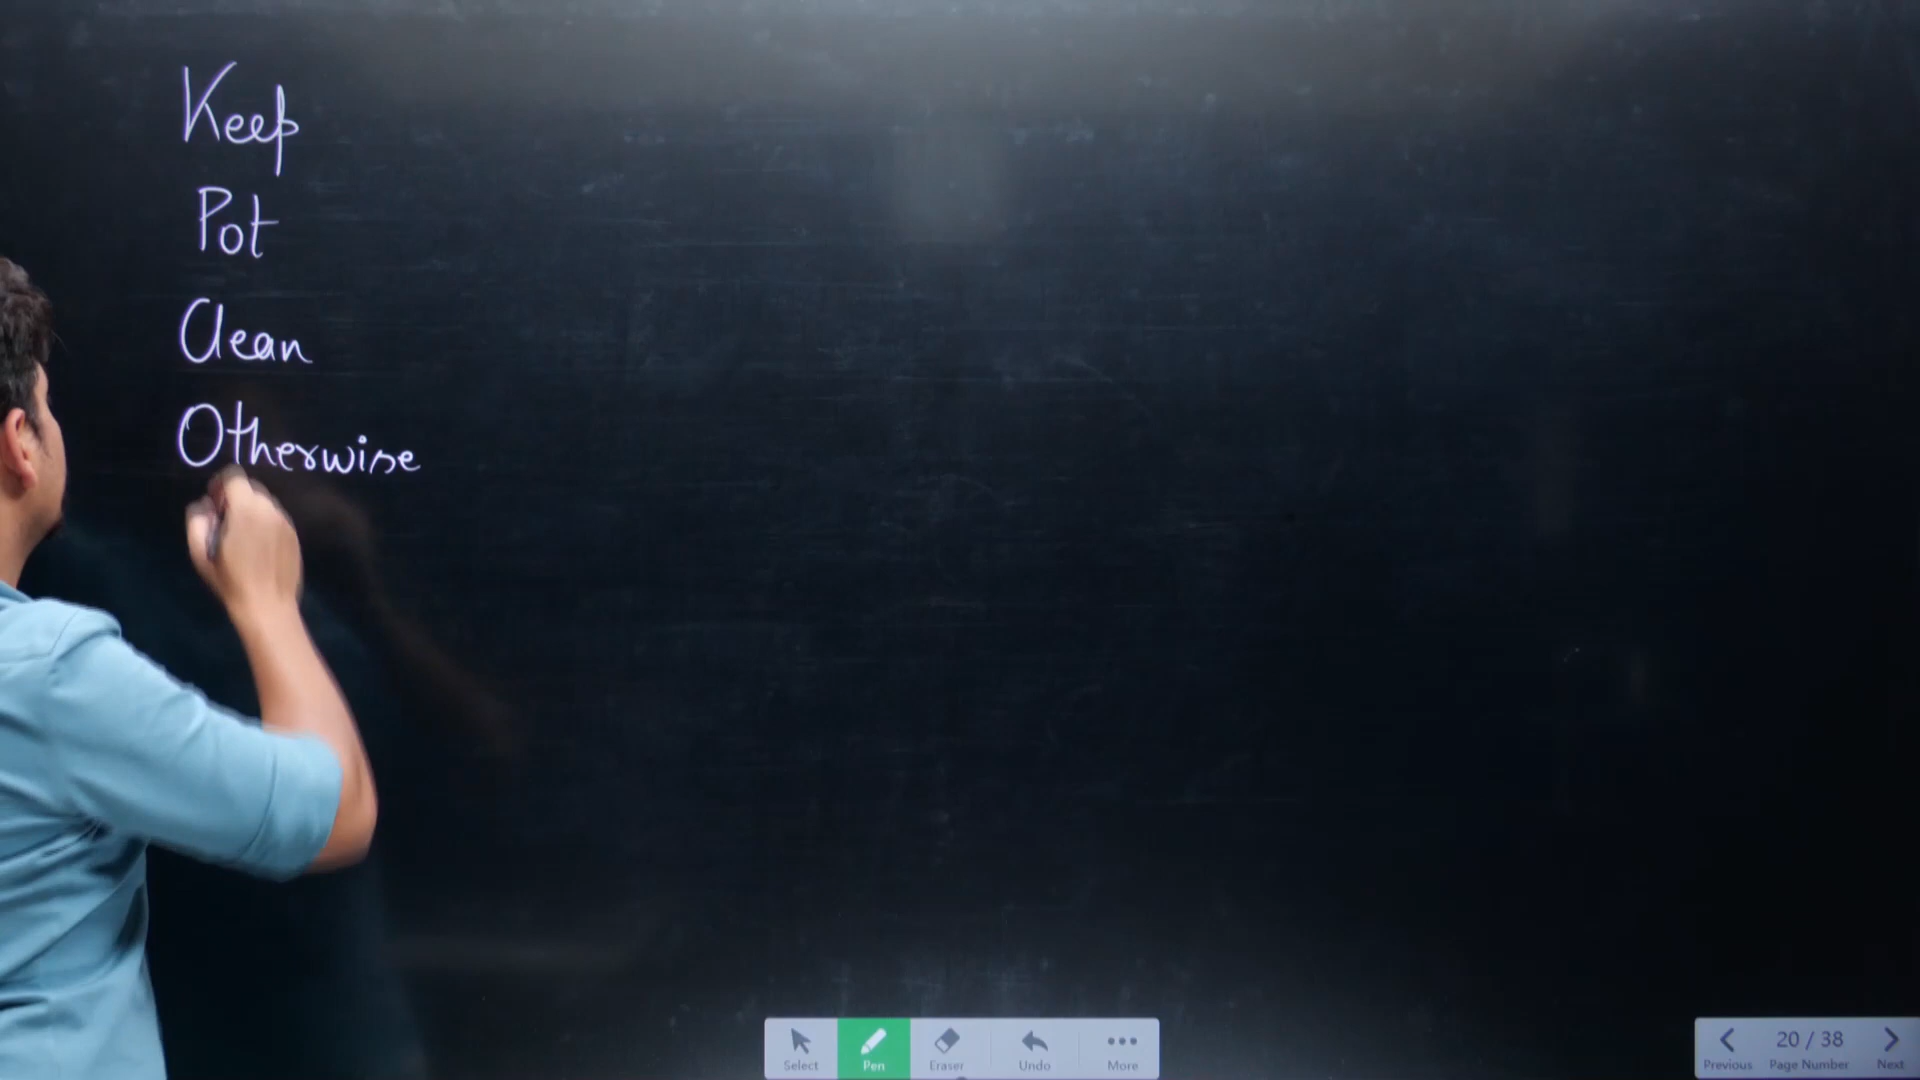 Keep
Pot
Clean
Otherwise
Select
Pen
Eraser
Undo
More
20 / 38
Previous
Page Number
Next